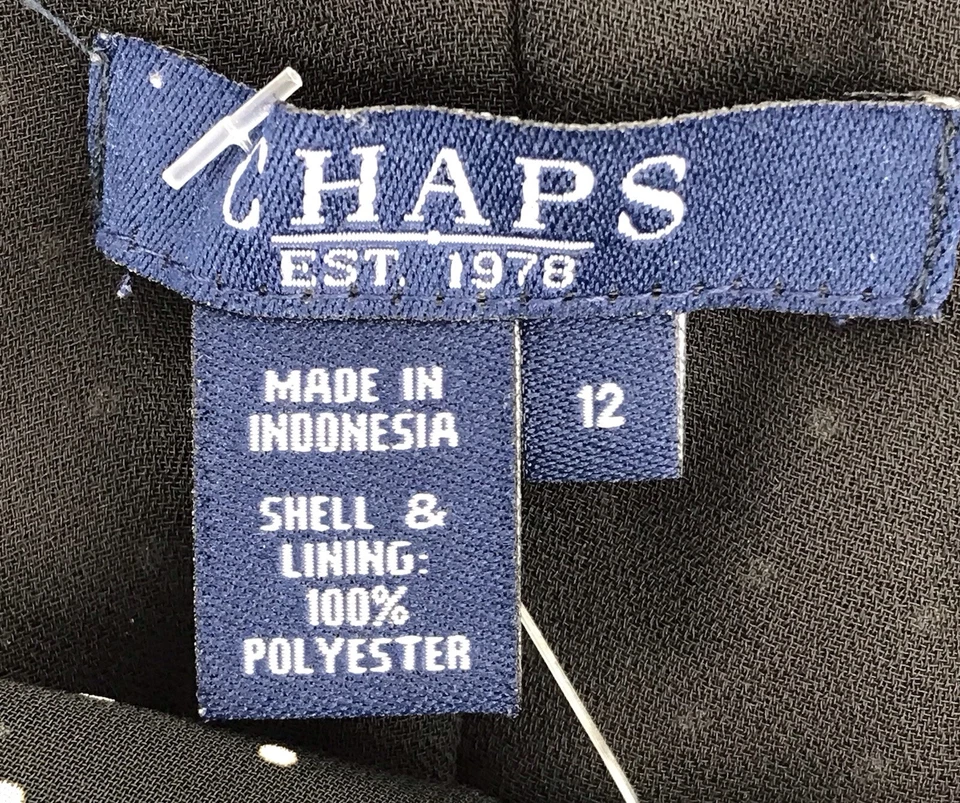 CHAPS
EST. 1978
MADE IN
INDONESIA
SHELL &
LINING:
100%
POLYESTER
12